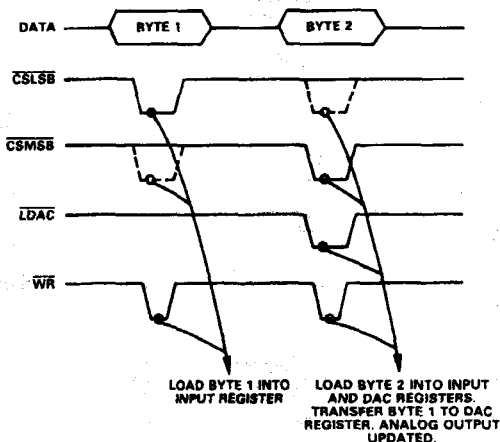 DATA
BYTE 1
BYTE 2
CSLSB
CSMSB
LDAC
WR
LOAD BYTE 1 INTO
INPUT REGISTER
LOAD BYTE 2 INTO INPUT
AND DAC REGISTERS.
TRANSFER BYTE 1 TO DAC
REGISTER. ANALOG OUTPUT
UPDATED.